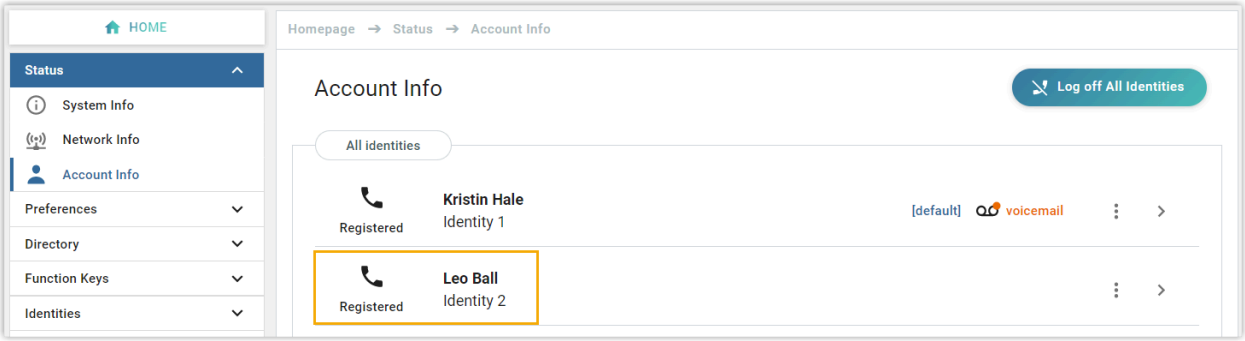 HOME
Homepage → Status → Account Info
Status
System Info
Network Info
Account Info
Preferences
Directory
Function Keys
Identities
Account Info
Log off All Identities
All identities
Registered
Kristin Hale
Identity 1
[default] voicemail
Registered
Leo Ball
Identity 2